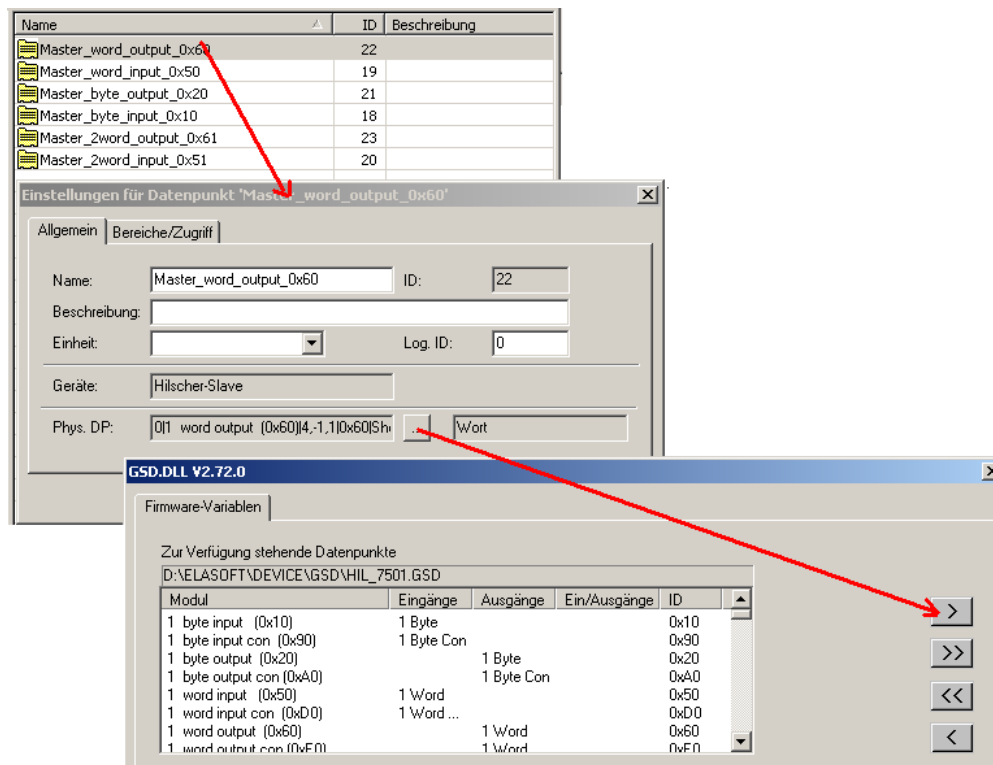 Name ID Beschreibung
Master_word_output_0x60 22
Master_word_input_0x50 19
Master_byte_output_0x20 21
Master_byte_input_0x10 18
Master_2word_output_0x61 23
Master_2word_input_0x51 20
Einstellungen für Datenpunkt 'Master_word_output_0x60'
Allgemein Bereiche/Zugriff
Name: Master_word_output_0x60 ID: 22
Beschreibung:
Einheit: Log. ID: 0
Geräte: Hilscher-Slave
Phys. DP: 0|1 word output (0x60)|4,-1,1|0x60|Sh ... Wort
GSD.DLL V2.72.0
Firmware-Variablen
Zur Verfügung stehende Datenpunkte
D:\ELASOFT\DEVICE\GSD\HIL_7501.GSD
Modul Eingänge Ausgänge Ein/Ausgänge ID
1 byte input (0x10) 1 Byte 0x10
1 byte input con (0x90) 1 Byte Con 0x90
1 byte output (0x20) 1 Byte 0x20
1 byte output con (0xA0) 1 Byte Con 0xA0
1 word input (0x50) 1 Word 0x50
1 word input con (0xD0) 1 Word ... 0xD0
1 word output (0x60) 1 Word 0x60
1 word output con (0xE0) 1 Word 0xE0
>
>>
<<
<